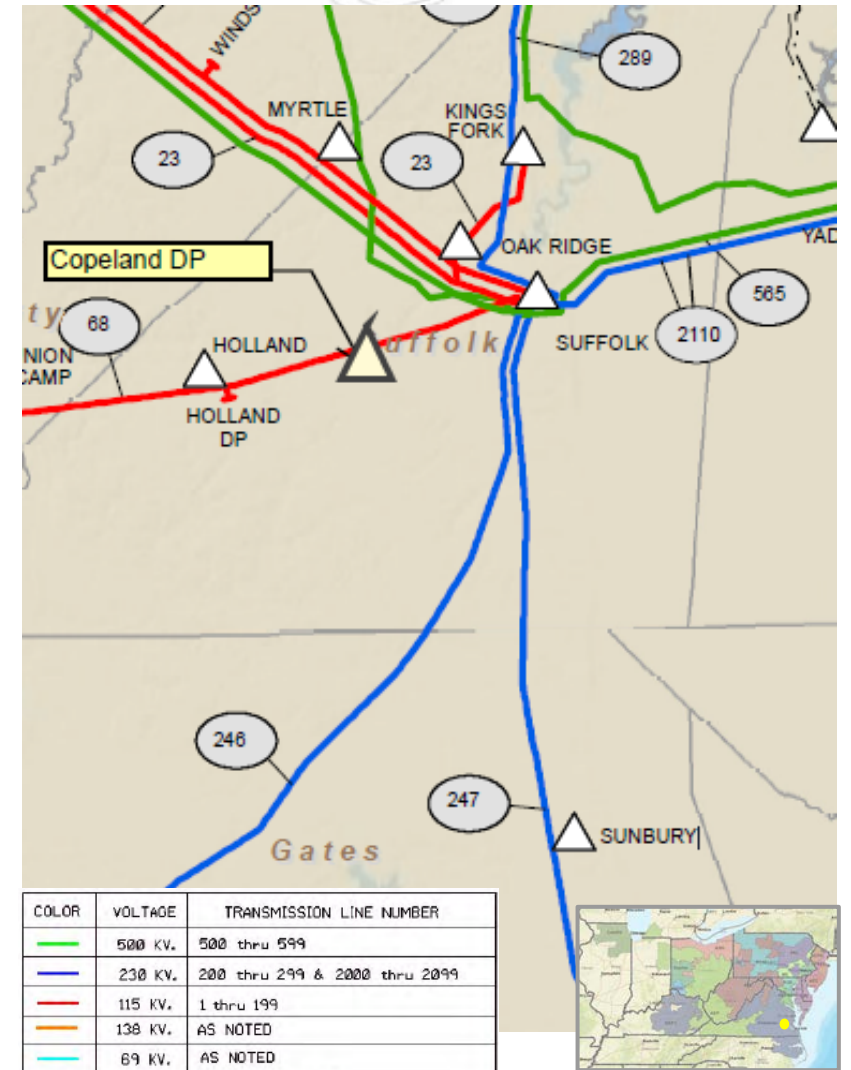 WINDS
289
MYRTLE
KINGS
FORK
23
23
OAK RIDGE
YAD
Copeland DP
565
ty
68
HOLLAND
uffolk
SUFFOLK
2110
NION
CAMP
HOLLAND
DP
246
247
SUNBURY
Gates
COLOR VOLTAGE TRANSMISSION LINE NUMBER
500 KV. 500 thru 599
230 KV. 200 thru 299 & 2000 thru 2099
115 KV. 1 thru 199
138 KV. AS NOTED
69 KV. AS NOTED